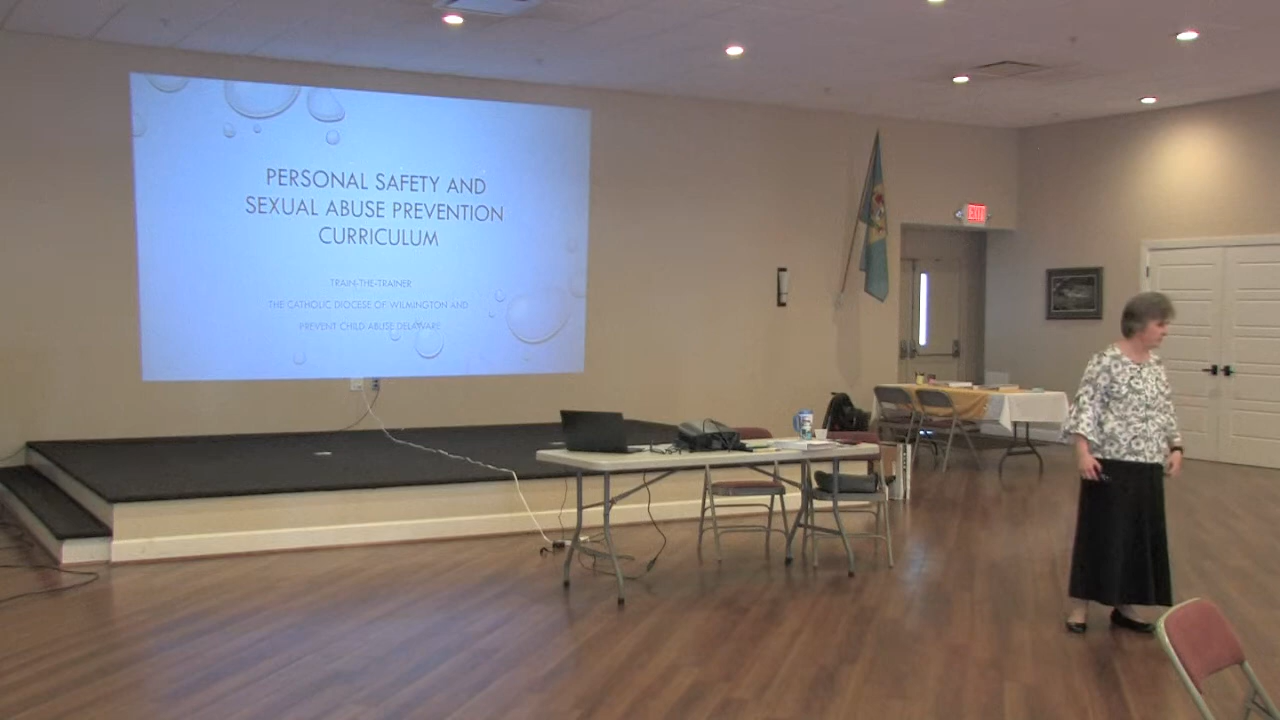 PERSONAL SAFETY AND
SEXUAL ABUSE PREVENTION
CURRICULUM
TRAIN-THE-TRAINER
THE CATHOLIC DIOCESE OF WILMINGTON AND
PREVENT CHILD ABUSE DELAWARE
EXIT